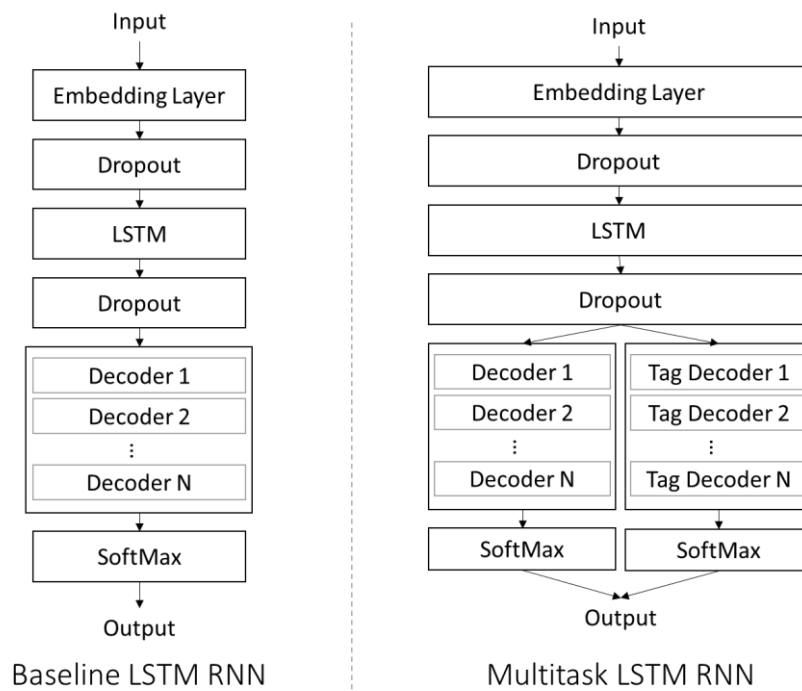 Input
Embedding Layer
Dropout
LSTM
Dropout
Decoder 1
Decoder 2
...
Decoder N
SoftMax
Output
Baseline LSTM RNN
Input
Embedding Layer
Dropout
LSTM
Dropout
Decoder 1
Decoder 2
...
Decoder N
SoftMax
Tag Decoder 1
Tag Decoder 2
...
Tag Decoder N
SoftMax
Output
Multitask LSTM RNN